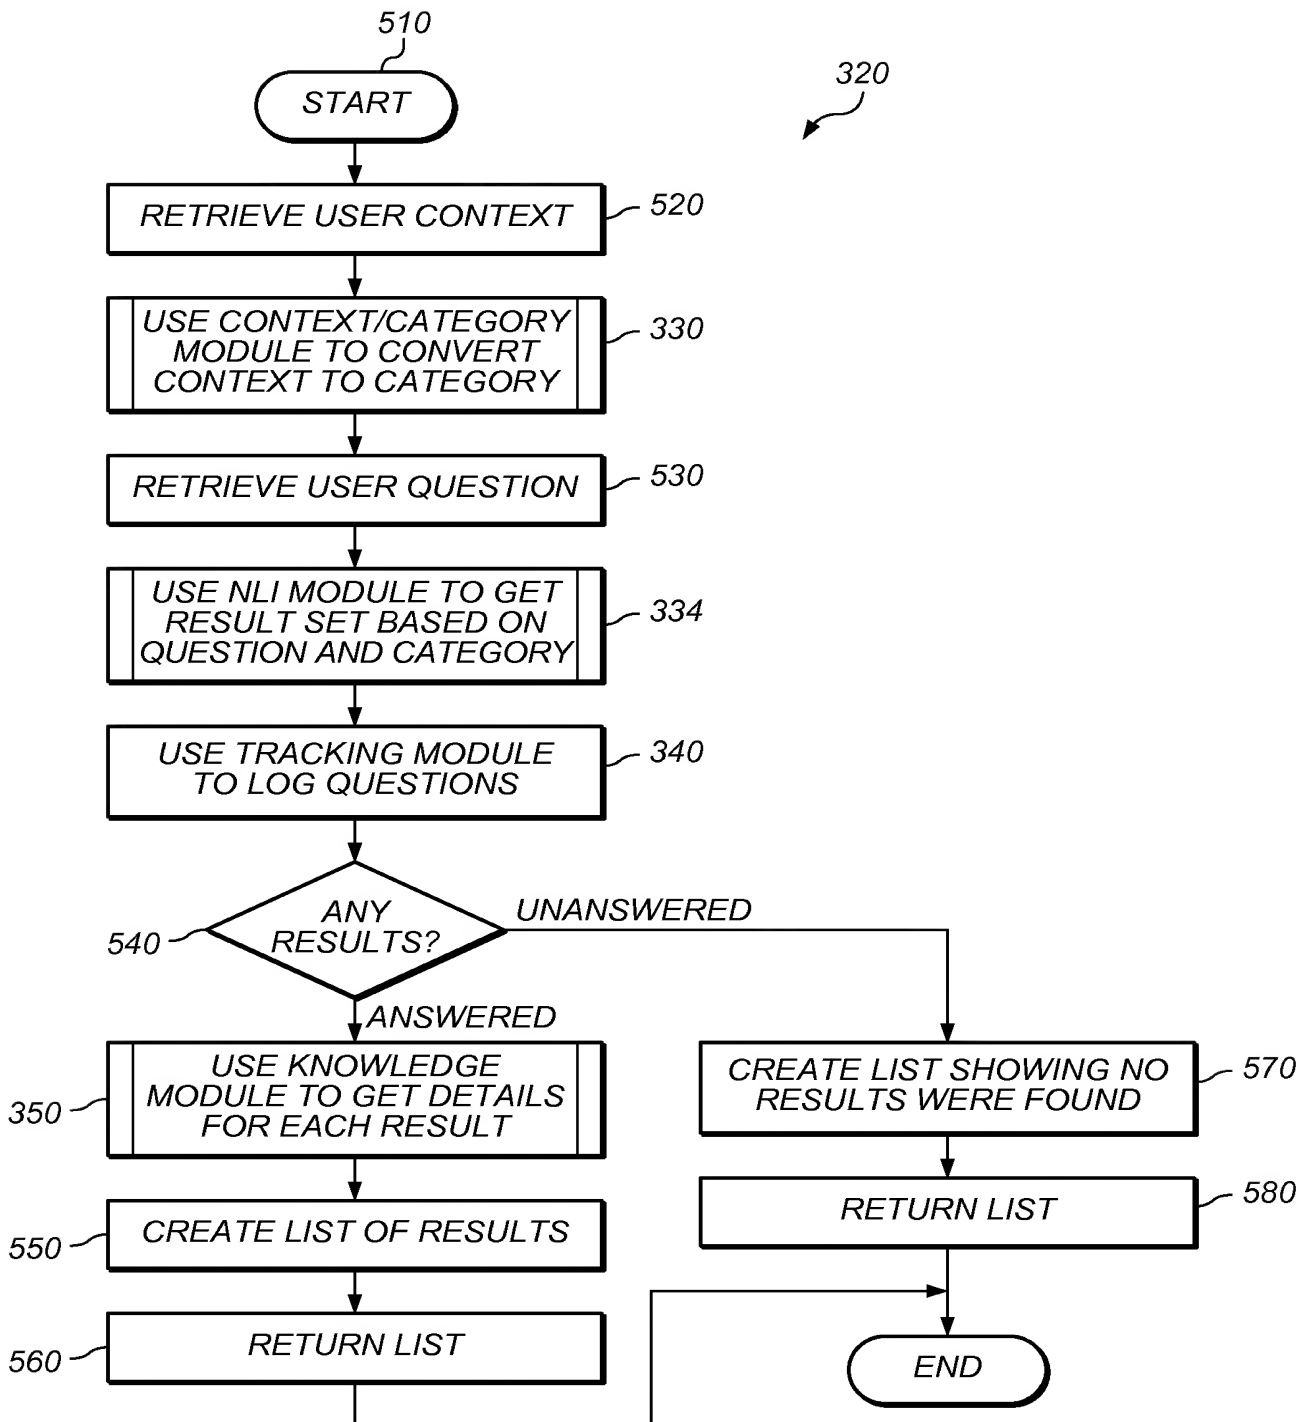 510
START
320
RETRIEVE USER CONTEXT
520
USE CONTEXT/CATEGORY
MODULE TO CONVERT
CONTEXT TO CATEGORY
330
RETRIEVE USER QUESTION
530
USE NLI MODULE TO GET
RESULT SET BASED ON
QUESTION AND CATEGORY
334
USE TRACKING MODULE
TO LOG QUESTIONS
340
ANY
RESULTS?
540
UNANSWERED
ANSWERED
USE KNOWLEDGE
MODULE TO GET DETAILS
FOR EACH RESULT
350
CREATE LIST SHOWING NO
RESULTS WERE FOUND
570
CREATE LIST OF RESULTS
550
RETURN LIST
580
RETURN LIST
560
END